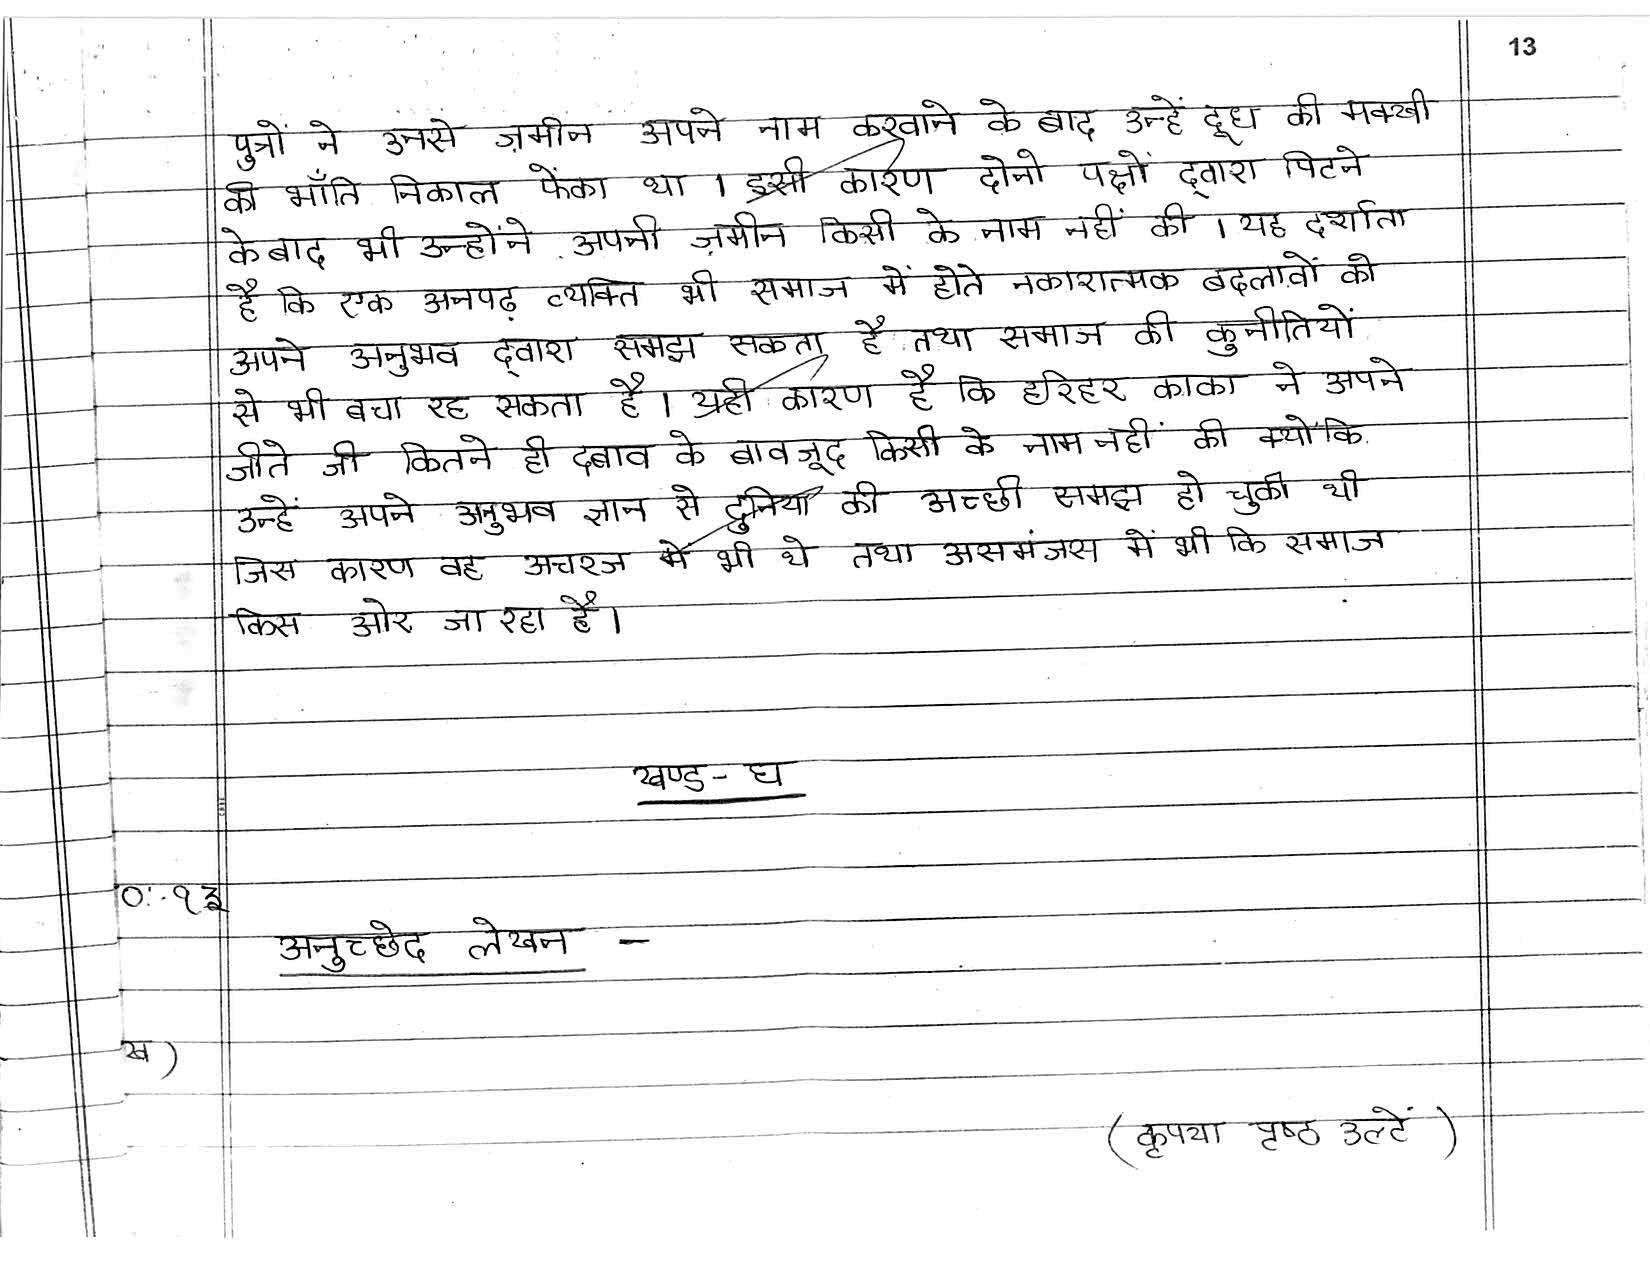 13
पुत्रों ने उनसे ज़मीन अपने नाम करवाने के बाद उन्हें दूध की मक्खी
की भाँति निकाल फेंका था । इसी कारण दोनो पक्षों द्वारा पिटने
के बाद भी उन्होंने अपनी ज़मीन किसी के नाम नहीं की । यह दर्शाता
है कि एक अनपढ़ व्यक्ति भी समाज में होते नकारात्मक बदलावों को
अपने अनुभव द्वारा समझ सकता है तथा समाज की कुनीतियों
से भी बचा रह सकता है । यही कारण है कि हरिहर काका ने अपने
जीते जी कितने ही दबाव के बावजूद किसी के नाम नहीं की क्योंकि
उन्हें अपने अनुभव ज्ञान से दुनिया की अच्छी समझ हो चुकी थी
जिस कारण वह अचरज में भी थे तथा असमंजस में भी कि समाज
किस ओर जा रहा है ।
खण्ड - घ
0:-१३
अनुच्छेद लेखन -
ख)
(कृपया पृष्ठ उल्टें)